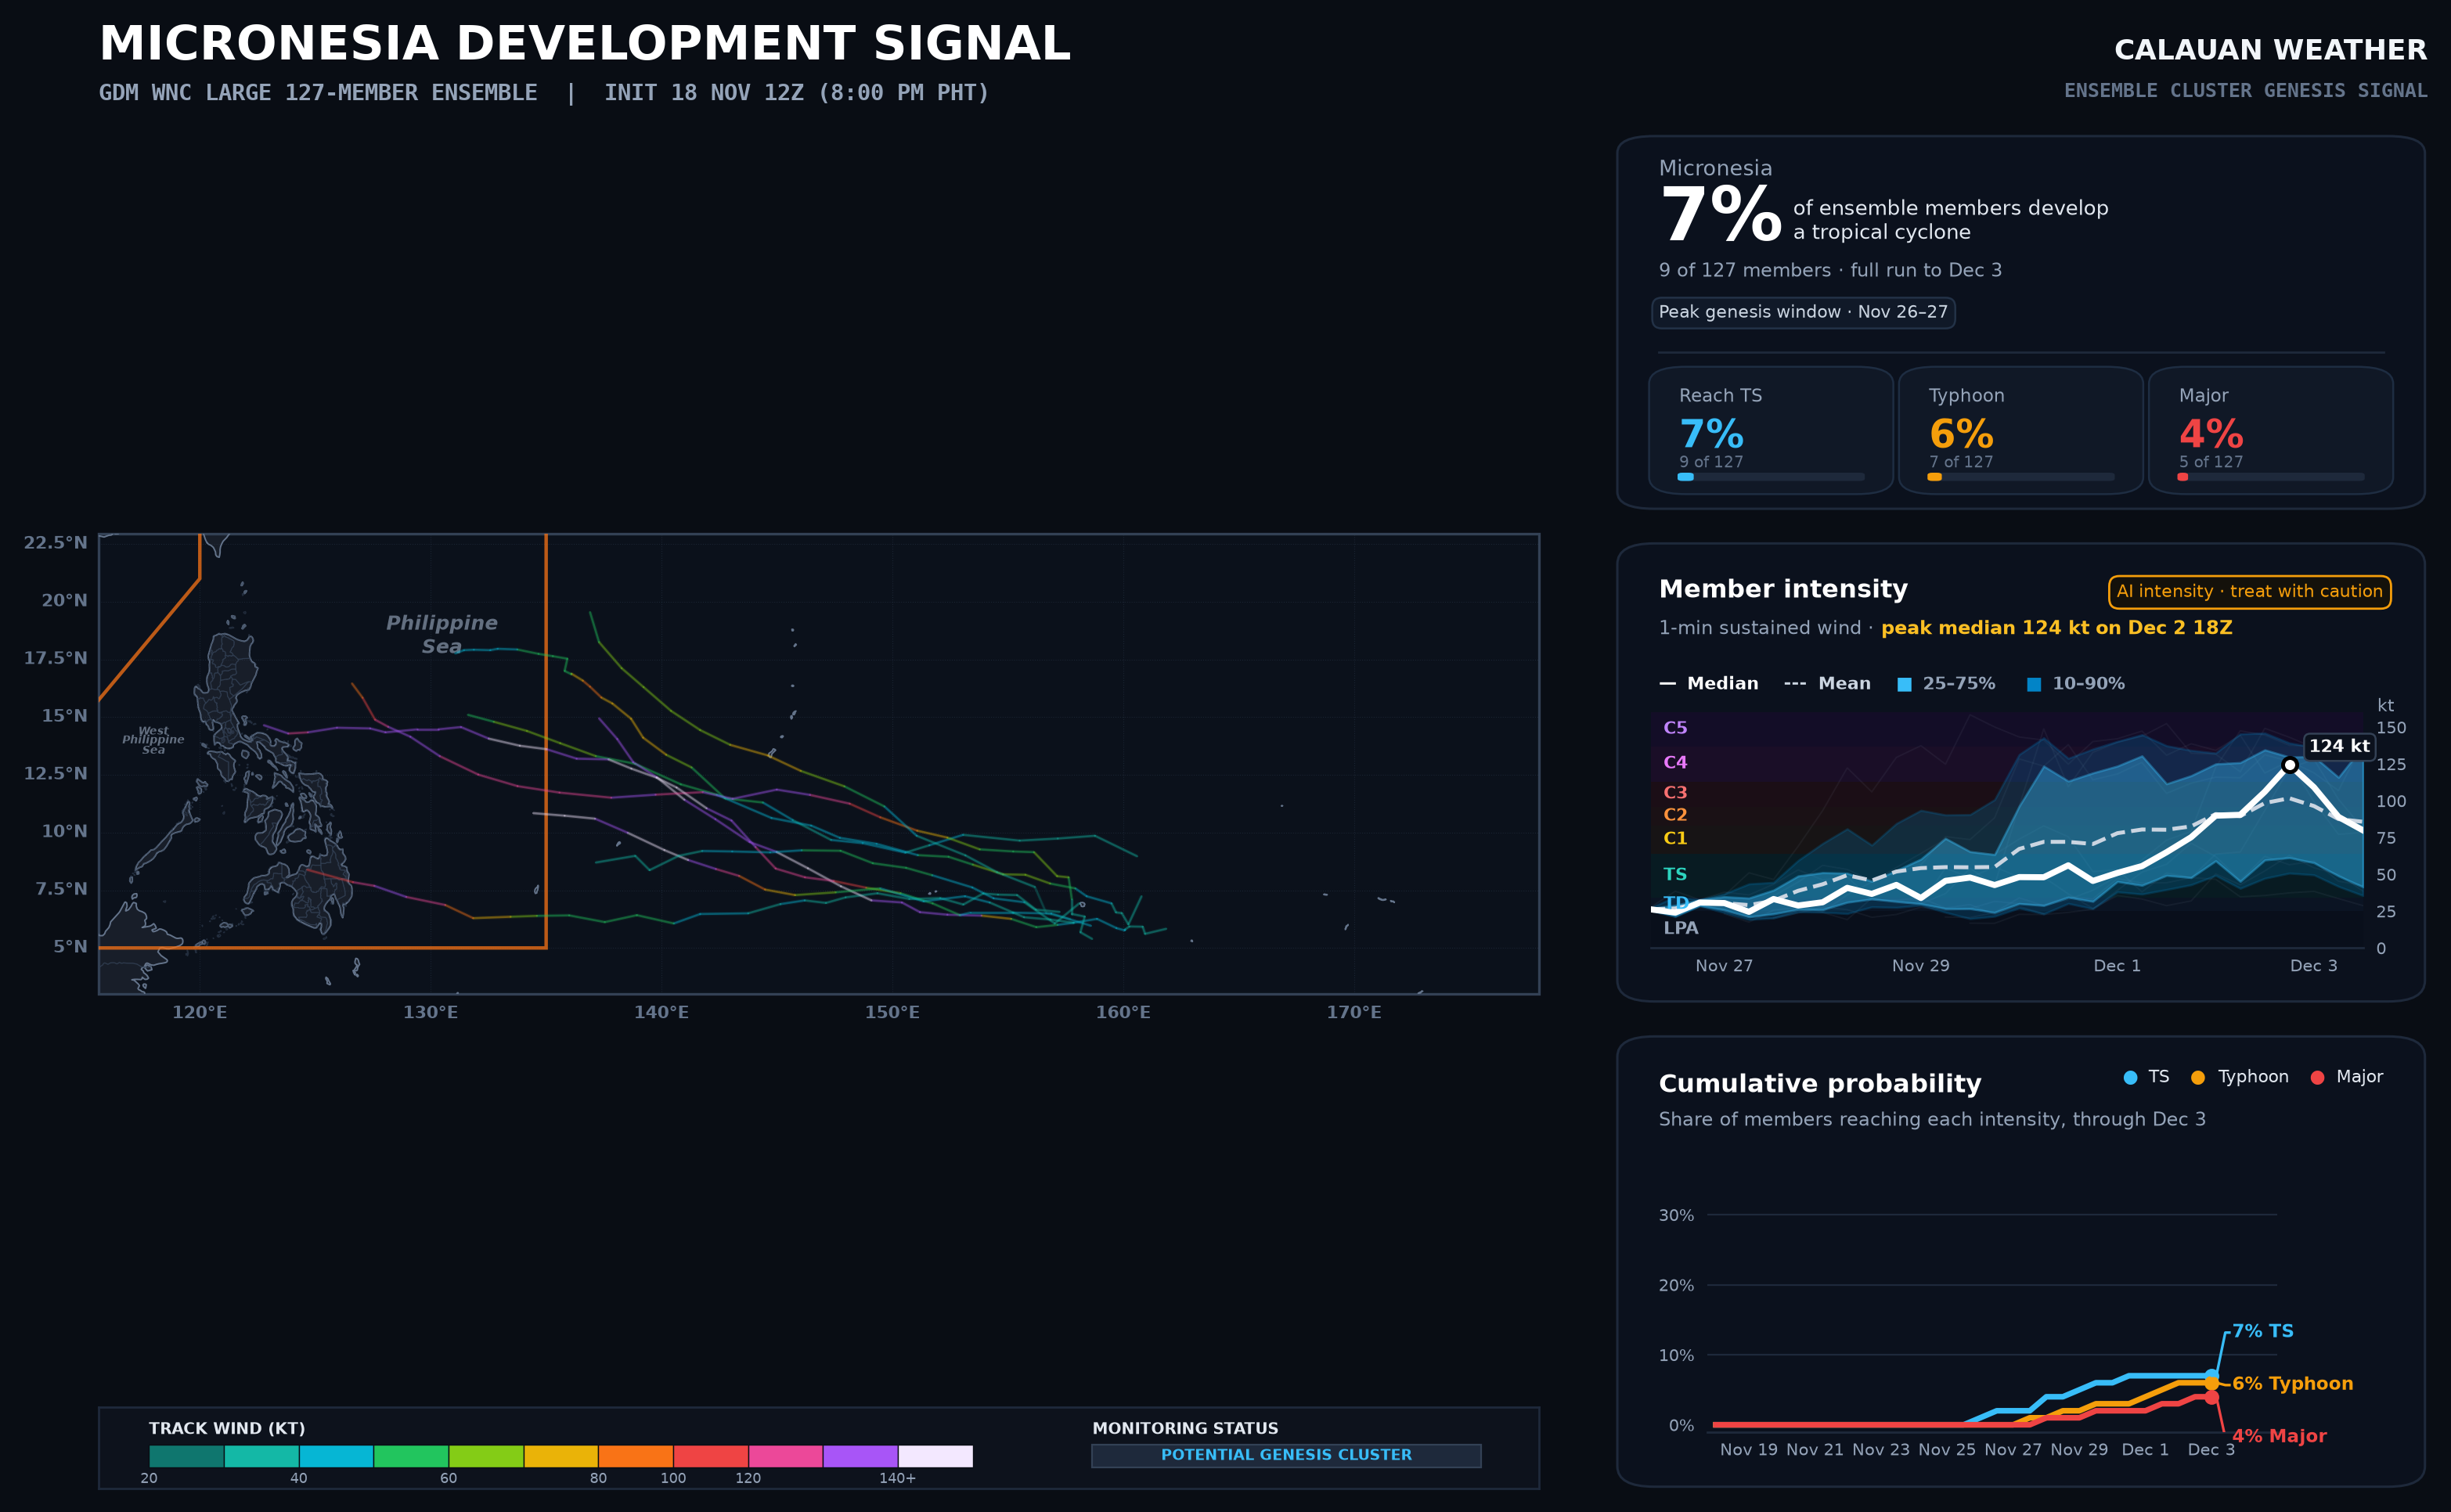 MICRONESIA DEVELOPMENT SIGNAL
GDM WNC LARGE 127-MEMBER ENSEMBLE | INIT 18 NOV 12Z (8:00 PM PHT)
CALAUAN WEATHER
ENSEMBLE CLUSTER GENESIS SIGNAL
Micronesia
7% of ensemble members develop
a tropical cyclone
9 of 127 members · full run to Dec 3
Peak genesis window · Nov 26–27
Reach TS
7%
9 of 127
Typhoon
6%
7 of 127
Major
4%
5 of 127
22.5°N
20°N
17.5°N
15°N
12.5°N
10°N
7.5°N
5°N
Philippine
Sea
West
Philippine
Sea
120°E 130°E 140°E 150°E 160°E 170°E
Member intensity
AI intensity · treat with caution
1-min sustained wind · peak median 124 kt on Dec 2 18Z
Median Mean 25–75% 10–90%
kt
C5
C4
C3
C2
C1
TS
TD
LPA
124 kt
150
125
100
75
50
25
0
Nov 27 Nov 29 Dec 1 Dec 3
Cumulative probability
TS Typhoon Major
Share of members reaching each intensity, through Dec 3
30%
20%
10%
0%
7% TS
6% Typhoon
4% Major
Nov 19 Nov 21 Nov 23 Nov 25 Nov 27 Nov 29 Dec 1 Dec 3
TRACK WIND (KT)
20 40 60 80 100 120 140+
MONITORING STATUS
POTENTIAL GENESIS CLUSTER